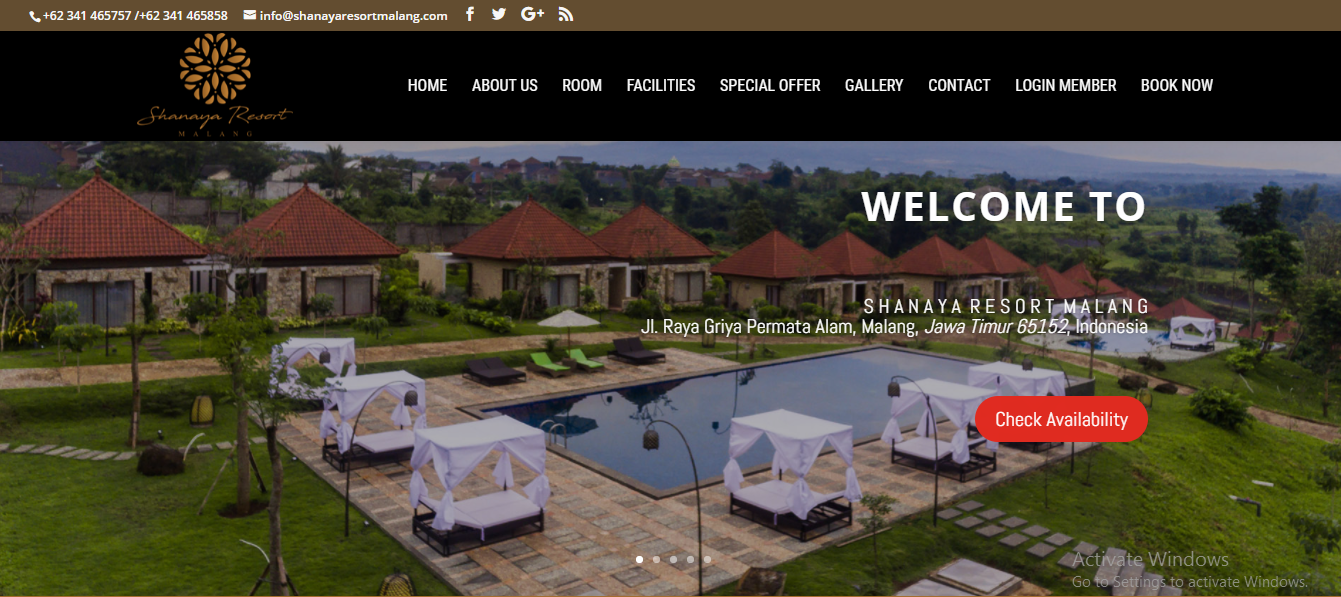 +62 341 465757 /+62 341 465858 info@shanayaresortmalang.com
Shanaya Resort
MALANG
HOME ABOUT US ROOM FACILITIES SPECIAL OFFER GALLERY CONTACT LOGIN MEMBER BOOK NOW
WELCOME TO
SHANAYA RESORT MALANG
Jl. Raya Griya Permata Alam, Malang, Jawa Timur 65152, Indonesia
Check Availability
Activate Windows
Go to Settings to activate Windows.